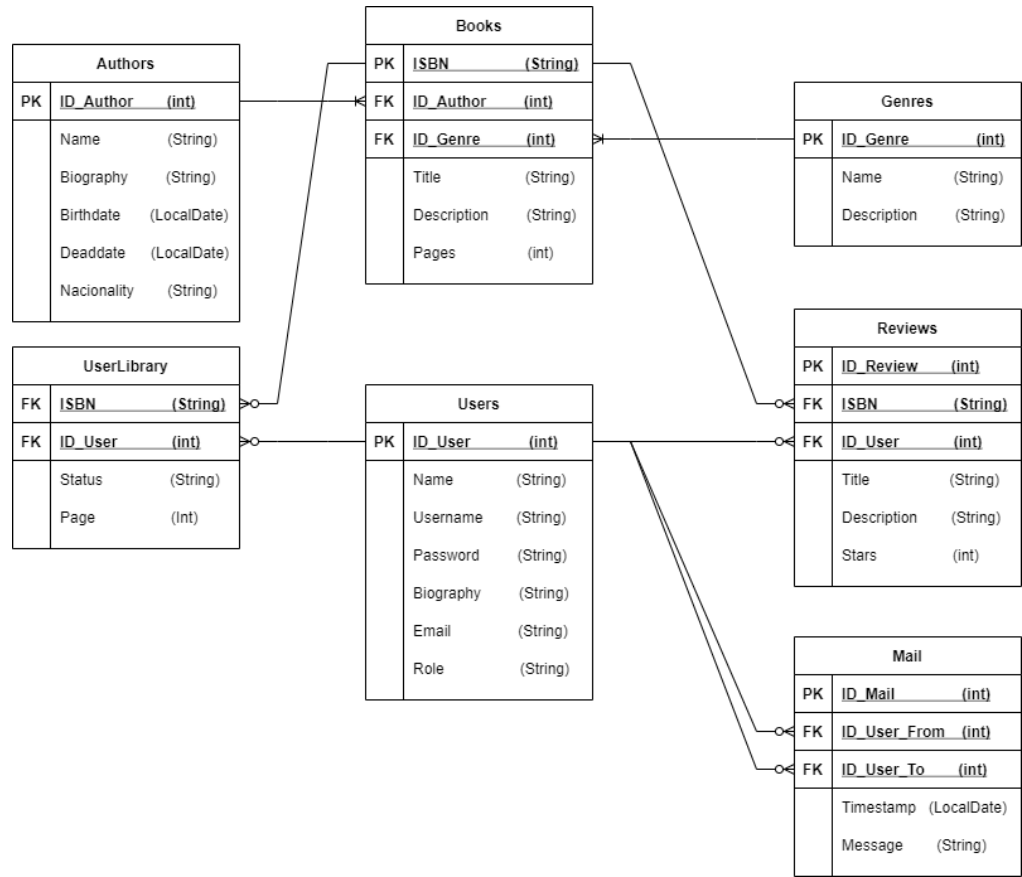 Authors
PK ID_Author (int)
Name (String)
Biography (String)
Birthdate (LocalDate)
Deaddate (LocalDate)
Nacionality (String)
Books
PK ISBN (String)
FK ID_Author (int)
FK ID_Genre (int)
Title (String)
Description (String)
Pages (int)
Genres
PK ID_Genre (int)
Name (String)
Description (String)
UserLibrary
FK ISBN (String)
FK ID_User (int)
Status (String)
Page (Int)
Users
PK ID_User (int)
Name (String)
Username (String)
Password (String)
Biography (String)
Email (String)
Role (String)
Reviews
PK ID_Review (int)
FK ISBN (String)
FK ID_User (int)
Title (String)
Description (String)
Stars (int)
Mail
PK ID_Mail (int)
FK ID_User_From (int)
FK ID_User_To (int)
Timestamp (LocalDate)
Message (String)